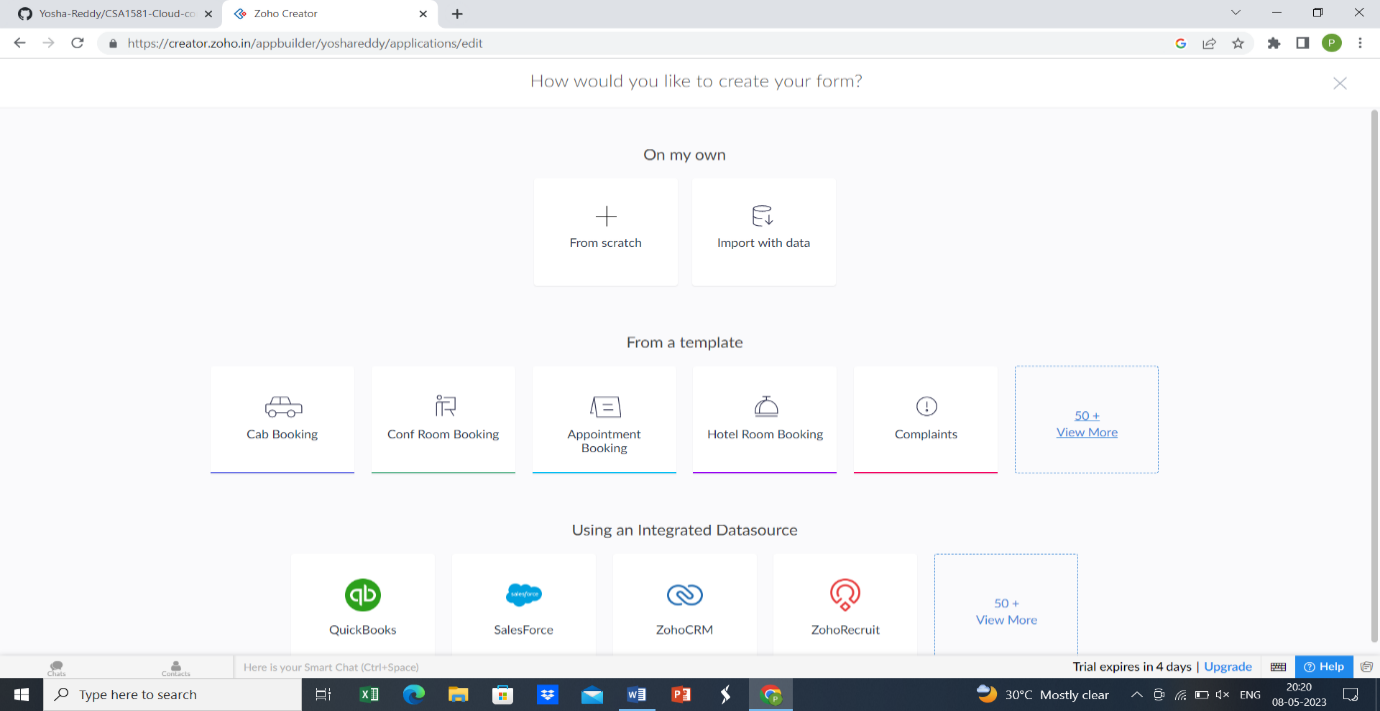 Yosha-Reddy/CSA1581-Cloud-co
Zoho Creator
https://creator.zoho.in/appbuilder/yoshareddy/applications/edit
P
How would you like to create your form?
On my own
From scratch
Import with data
From a template
Cab Booking
Conf Room Booking
Appointment
Booking
Hotel Room Booking
Complaints
50 +
View More
Using an Integrated Datasource
qb
QuickBooks
salesforce
SalesForce
ZohoCRM
ZohoRecruit
50 +
View More
Chats
Contacts
Here is your Smart Chat (Ctrl+Space)
Trial expires in 4 days | Upgrade
Help
Type here to search
30°C Mostly clear
ENG
20:20
08-05-2023